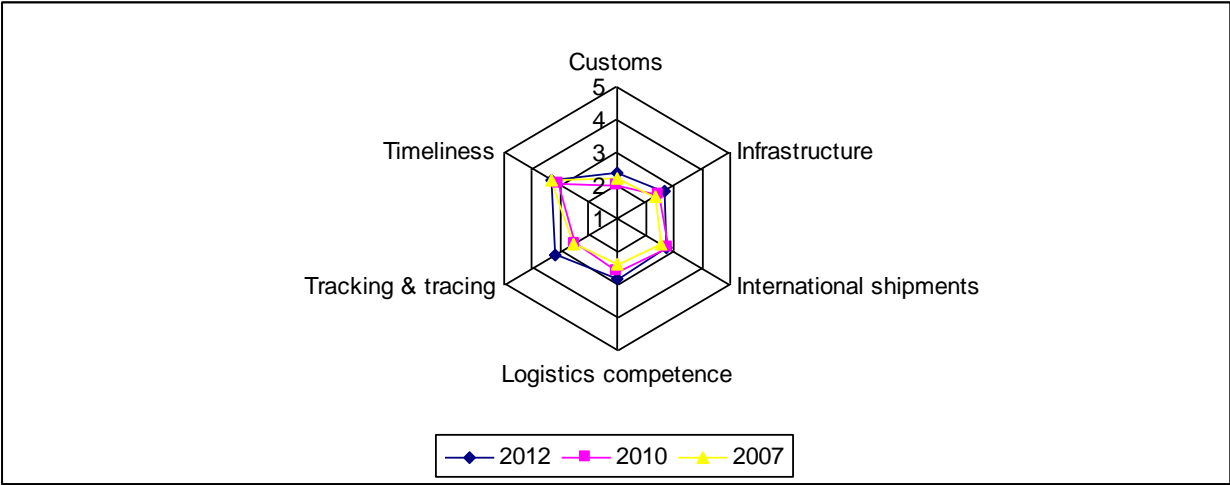 Customs
5
4
3
2
1
Timeliness
Infrastructure
Tracking & tracing
International shipments
Logistics competence
2012 2010 2007